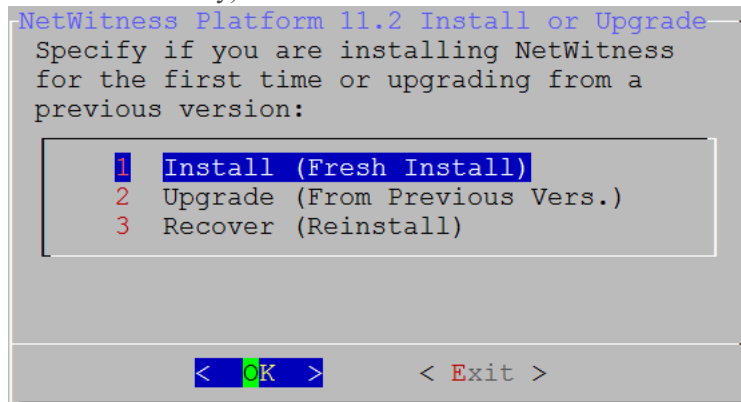 NetWitness Platform 11.2 Install or Upgrade
Specify if you are installing NetWitness
for the first time or upgrading from a
previous version:
1 Install (Fresh Install)
2 Upgrade (From Previous Vers.)
3 Recover (Reinstall)
< OK > < Exit >